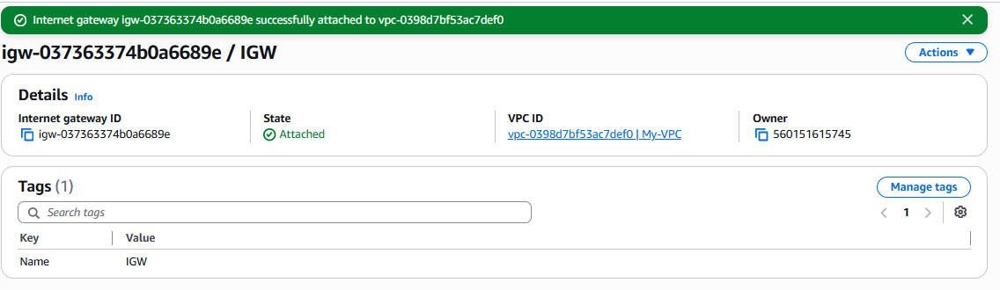 Internet gateway igw-037363374b0a6689e successfully attached to vpc-0398d7bf53ac7def0
igw-037363374b0a6689e / IGW
Actions
Details Info
Internet gateway ID State VPC ID Owner
igw-037363374b0a6689e Attached vpc-0398d7bf53ac7def0 | My-VPC 560151615745
Tags (1) Manage tags
Search tags 1
Key Value
Name IGW